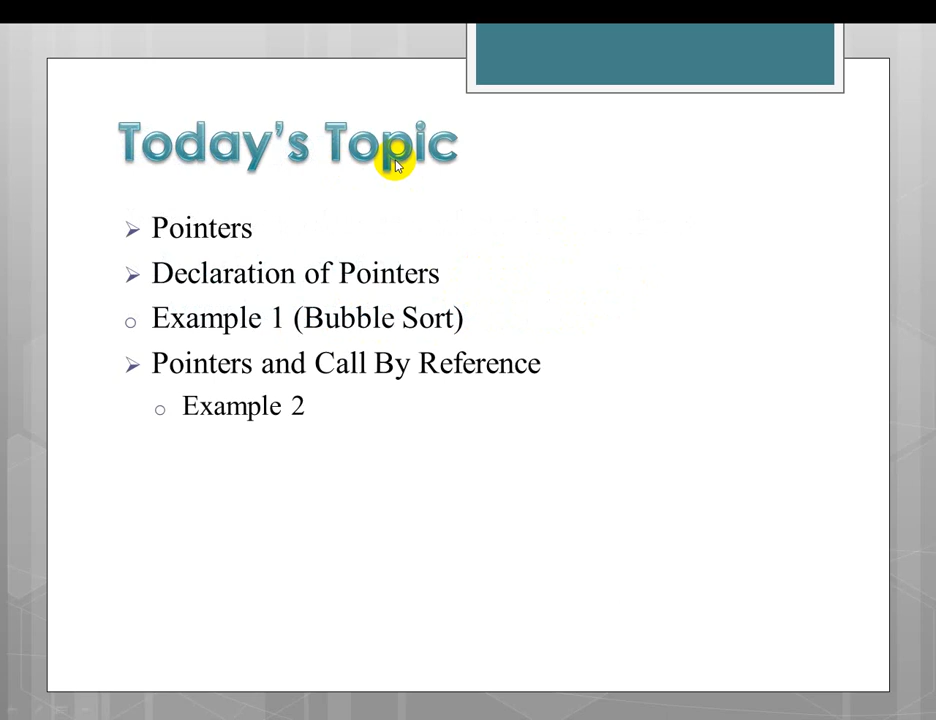 Today's Topic
Pointers
Declaration of Pointers
Example 1 (Bubble Sort)
Pointers and Call By Reference
Example 2